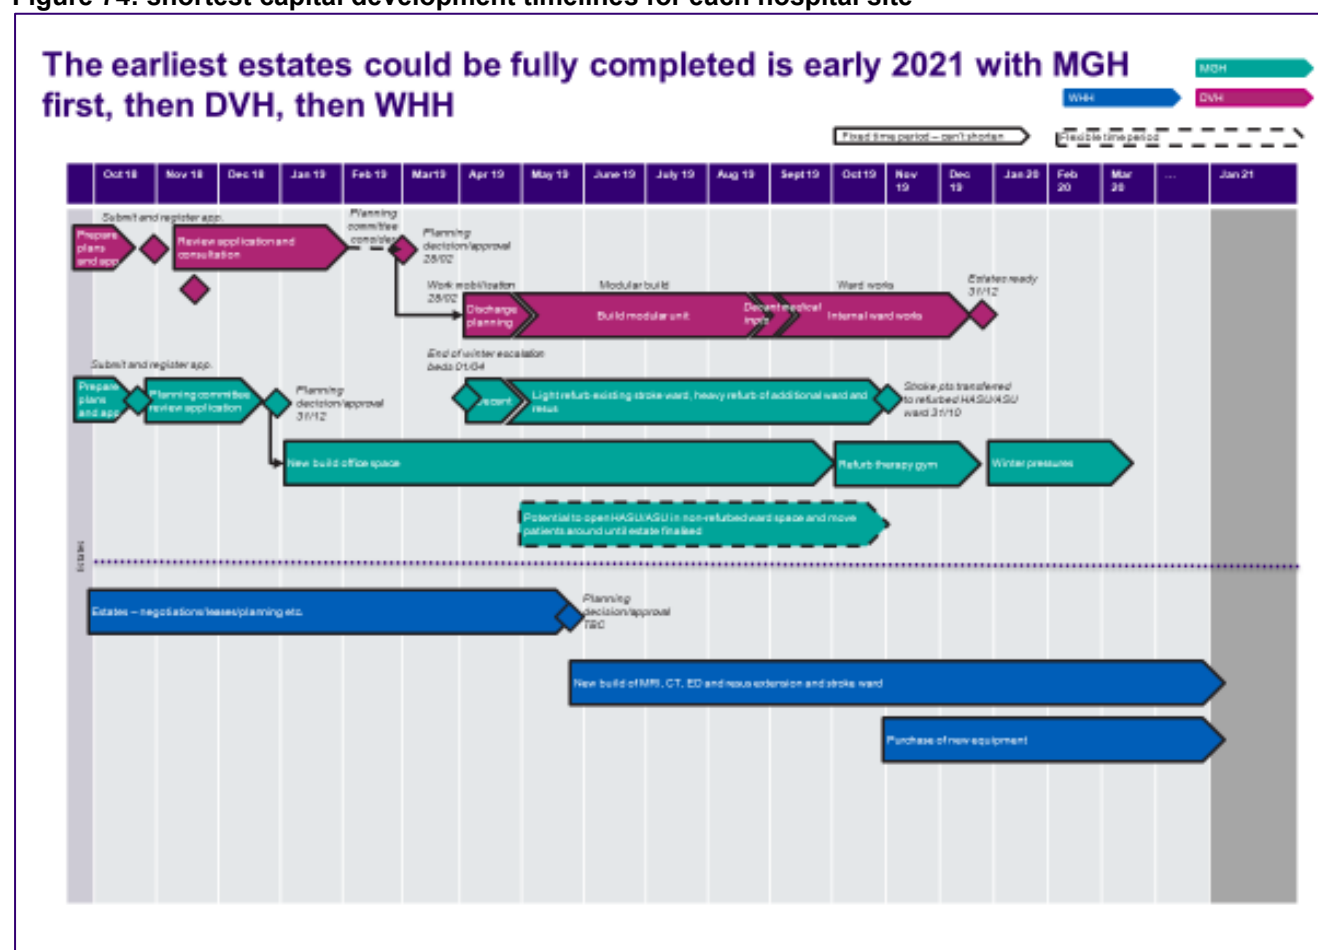 Figure 74: shortest capital development timelines for each hospital site
The earliest estates could be fully completed is early 2021 with MGH
first, then DVH, then WHH
MGH
WHH
DVH
Fixed time period – can't shorten
Flexible time period
Oct 18
Nov 18
Dec 18
Jan 19
Feb 19
Mar19
Apr 19
May 19
June 19
July 19
Aug 19
Sept 19
Oct 19
Nov
19
Dec
19
Jan 20
Feb
20
Mar
20
...
Jan 21
Submit and register app.
Prepare
plans
and app
Review application and
consultation
Planning
committee
consider
Planning
decision/approval
28/02
Work mobilisation
28/02
Modular build
Ward works
Estates ready
31/12
Discharge
planning
Build modular unit
Decant medical
Internal ward works
End of winter escalation
beds 01/04
Submit and register app.
Prepare
plans
and app
Planning committee
review application
Planning
decision/approval
31/12
Decant
Light refurb existing stroke ward, heavy refurb of additional ward and
resus
Stroke pts transferred
to refurbed HASU/ASU
ward 31/10
New build office space
Refurb therapy gym
Winter pressures
Potential to open HASU/ASU in non-refurbed ward space and move
patients around until estate finalised
Estates
Estates – negotiations/leases/planning etc.
Planning
decision/approval
TBC
New build of MRI, CT, ED and resus extension and stroke ward
Purchase of new equipment